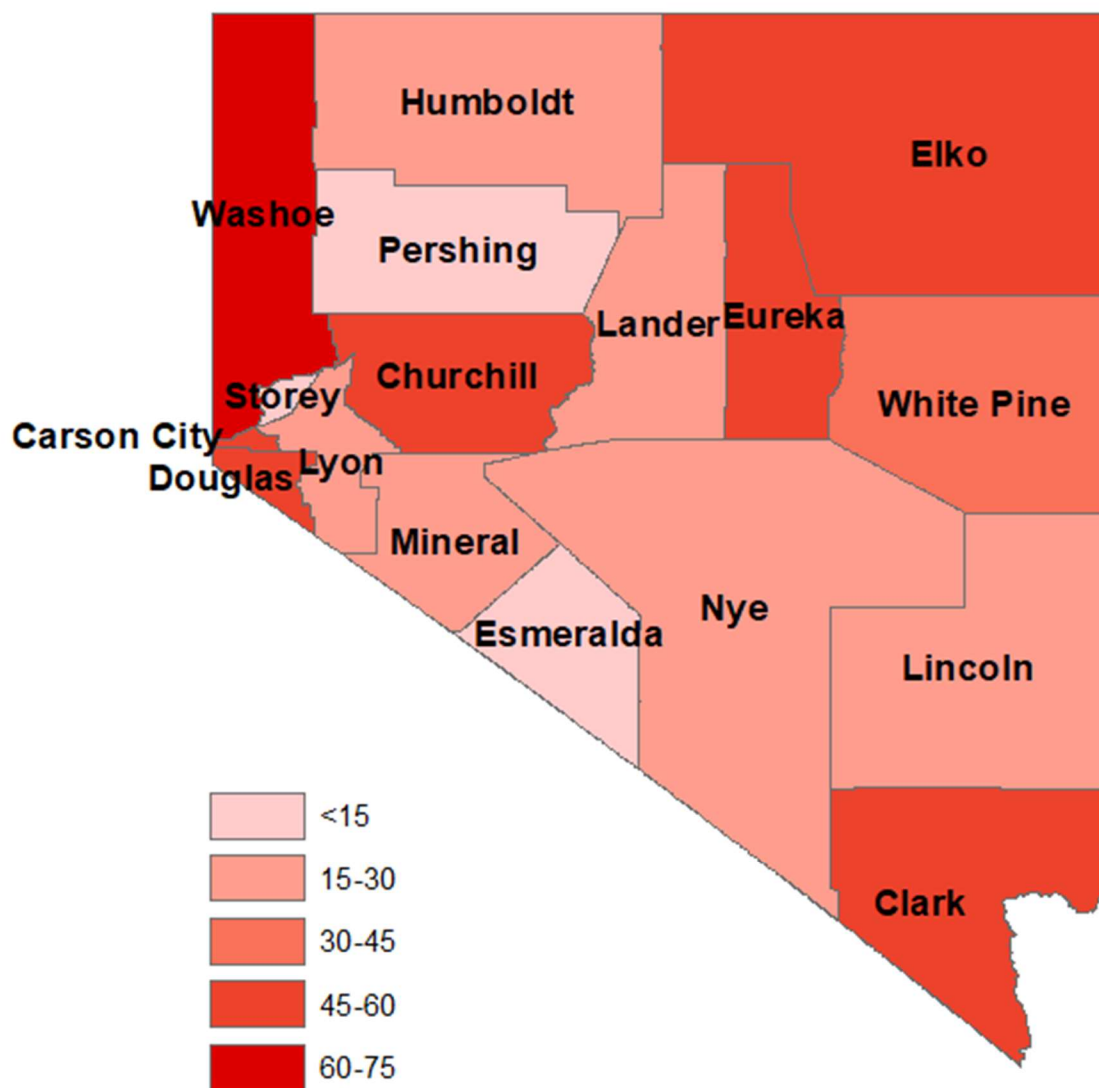 Humboldt
Elko
Washoe
Pershing
Lander
Eureka
Churchill
Storey
White Pine
Carson City
Lyon
Douglas
Mineral
Nye
Esmeralda
Lincoln
Clark
<15
15-30
30-45
45-60
60-75